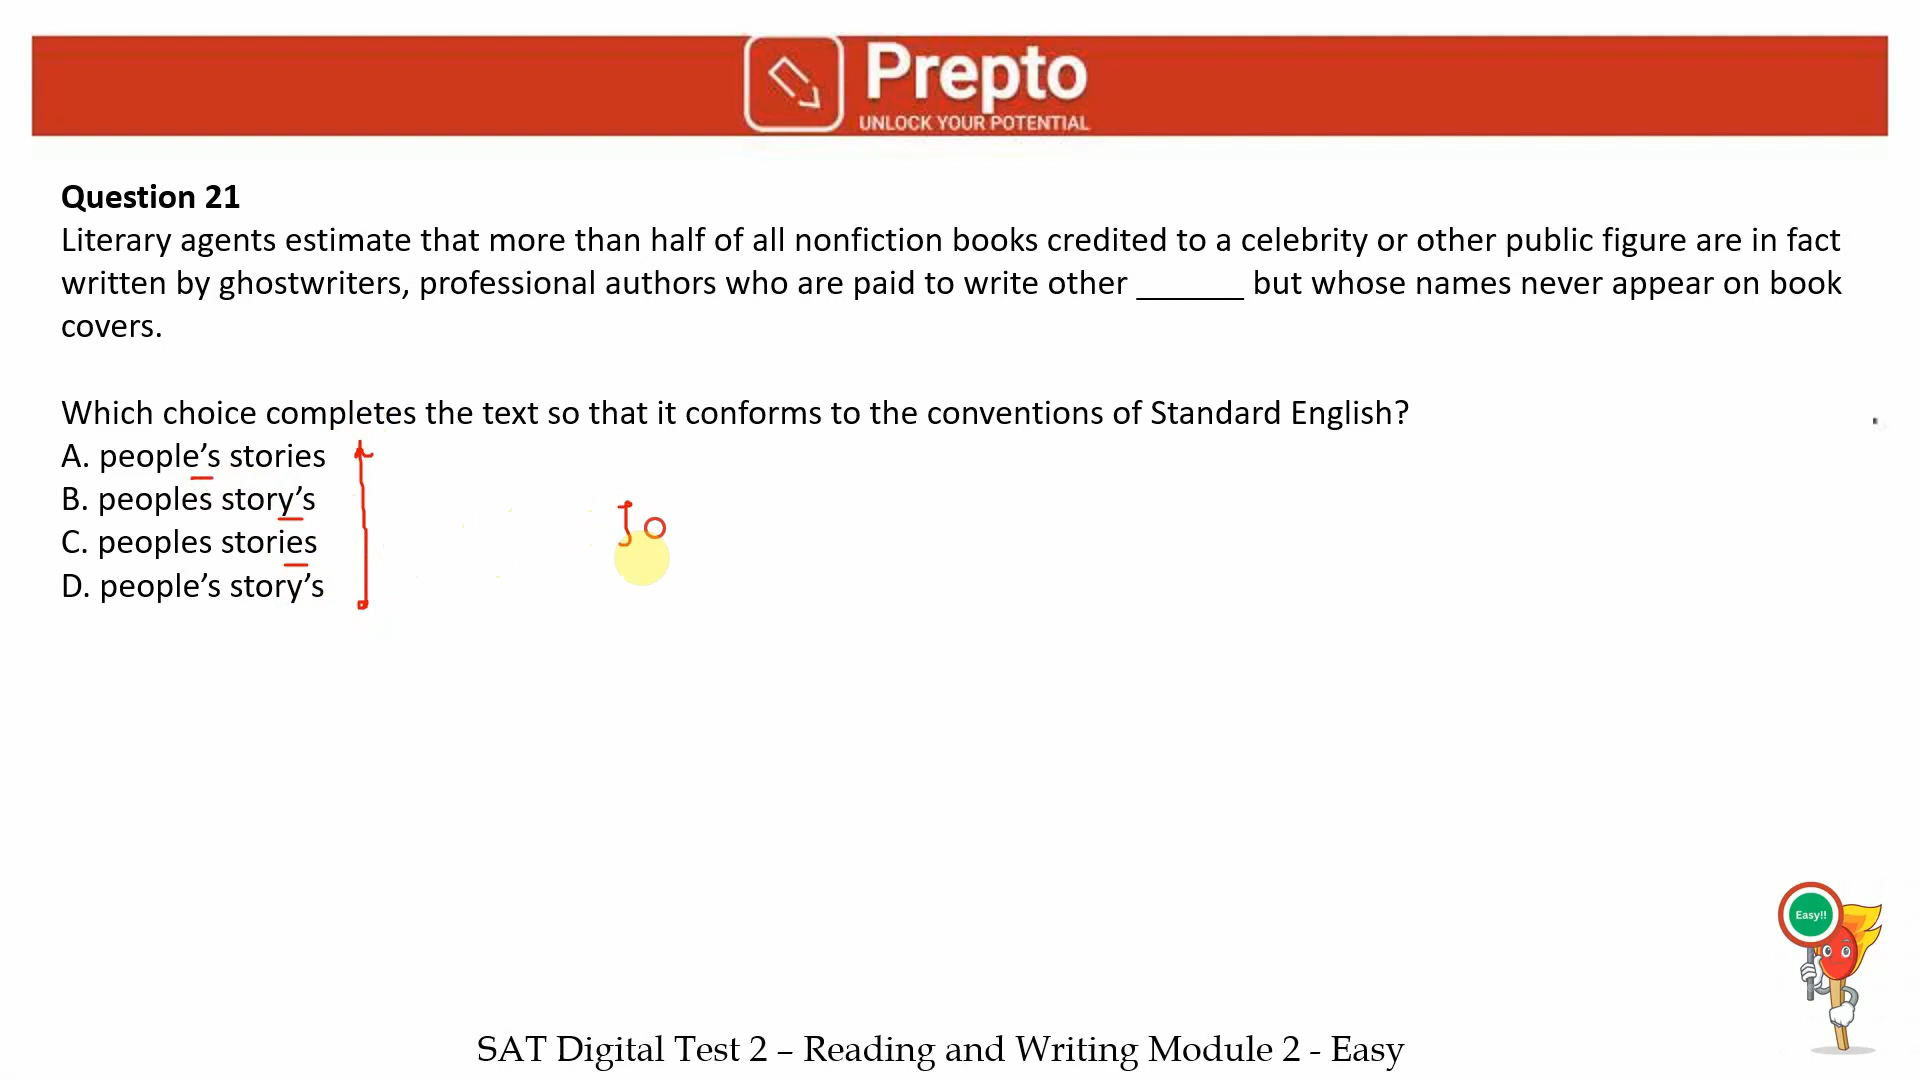 Prepto
UNLOCK YOUR POTENTIAL
Question 21
Literary agents estimate that more than half of all nonfiction books credited to a celebrity or other public figure are in fact
written by ghostwriters, professional authors who are paid to write other ______ but whose names never appear on book
covers.
Which choice completes the text so that it conforms to the conventions of Standard English?
A. people’s stories
B. peoples story’s
C. peoples stories
D. people’s story’s
Easy!!
SAT Digital Test 2 – Reading and Writing Module 2 - Easy